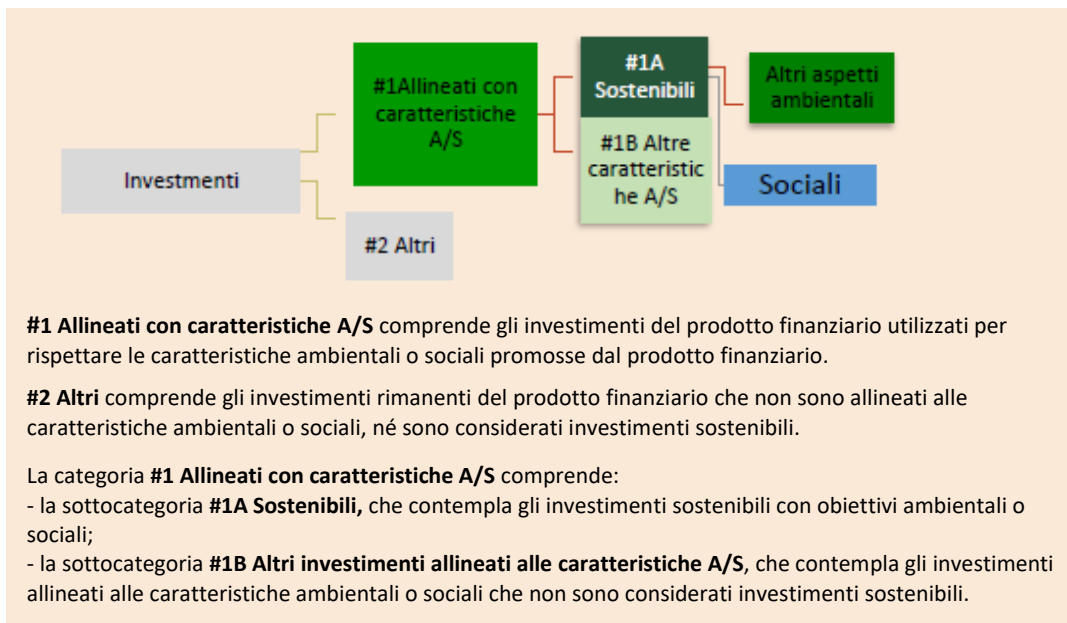 #1Allineati con
caratteristiche
A/S
#1A
Sostenibili
Altri aspetti
ambientali
#1B Altre
caratteristic
he A/S
Investmenti
Sociali
#2 Altri
#1 Allineati con caratteristiche A/S comprende gli investimenti del prodotto finanziario utilizzati per
rispettare le caratteristiche ambientali o sociali promosse dal prodotto finanziario.
#2 Altri comprende gli investimenti rimanenti del prodotto finanziario che non sono allineati alle
caratteristiche ambientali o sociali, né sono considerati investimenti sostenibili.
La categoria #1 Allineati con caratteristiche A/S comprende:
- la sottocategoria #1A Sostenibili, che contempla gli investimenti sostenibili con obiettivi ambientali o
sociali;
- la sottocategoria #1B Altri investimenti allineati alle caratteristiche A/S, che contempla gli investimenti
allineati alle caratteristiche ambientali o sociali che non sono considerati investimenti sostenibili.